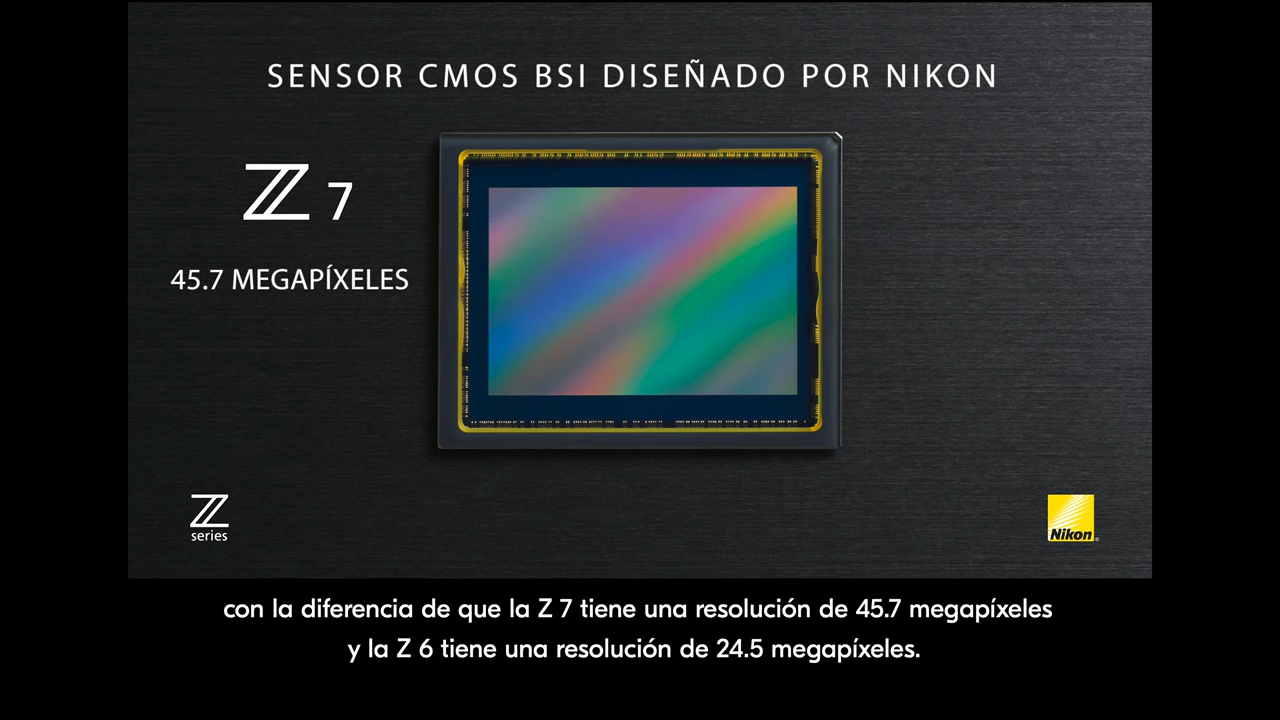 SENSOR CMOS BSI DISEÑADO POR NIKON
Z 7
45.7 MEGAPÍXELES
Z
series
Nikon
con la diferencia de que la Z 7 tiene una resolución de 45.7 megapíxeles
y la Z 6 tiene una resolución de 24.5 megapíxeles.